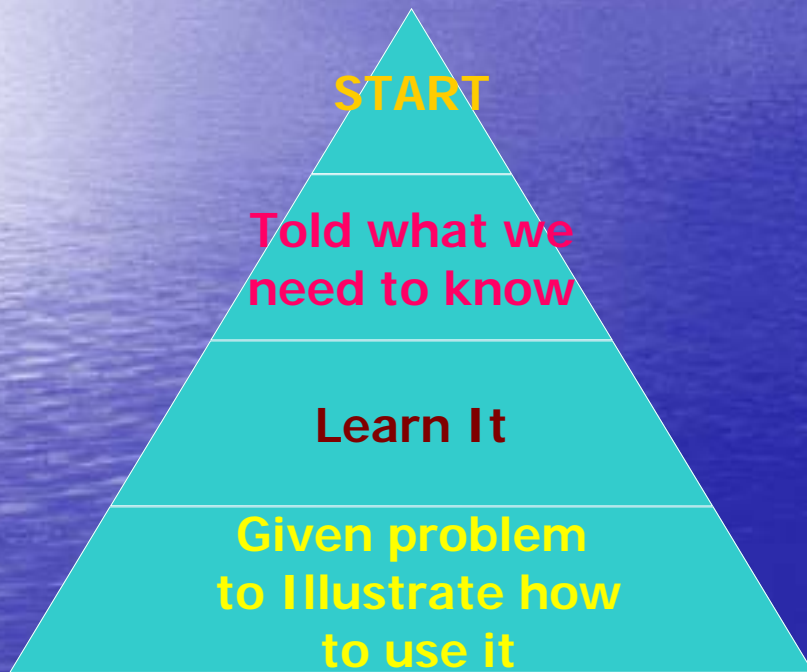 START
Told what we
need to know
Learn It
Given problem
to Illustrate how
to use it